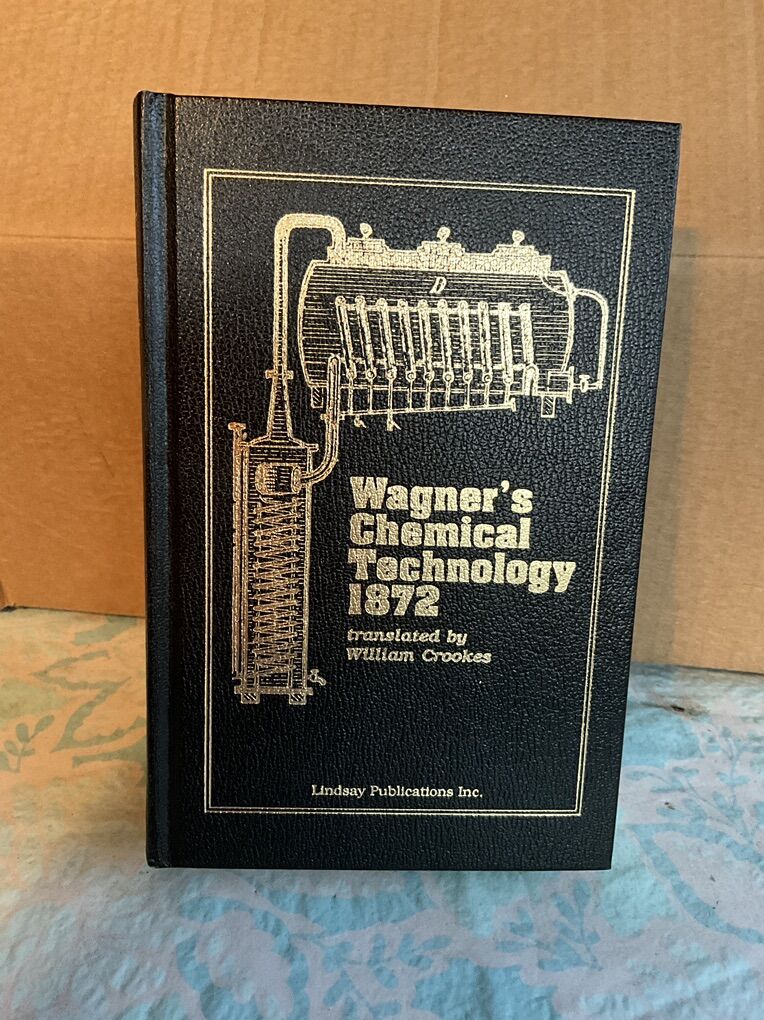 D
Wagner's
Chemical
Technology
1872
translated by
William Crookes
Lindsay Publications Inc.